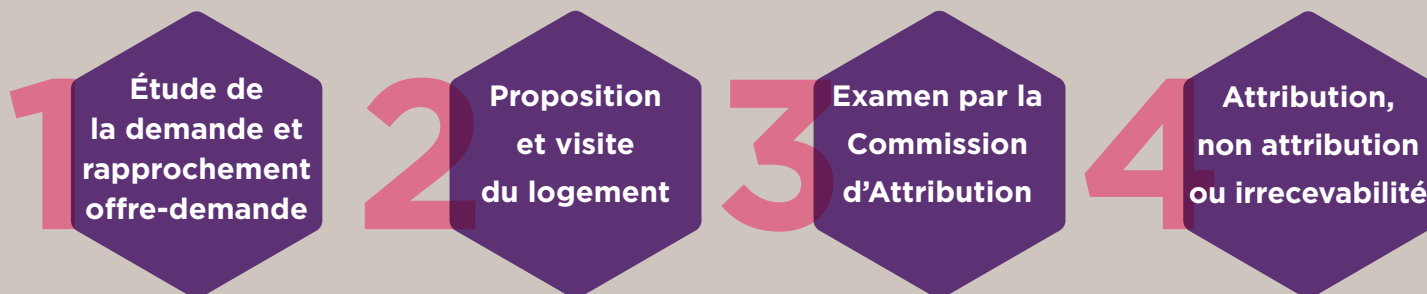 1
Étude de
la demande et
rapprochement
offre-demande
2
Proposition
et visite
du logement
3
Examen par la
Commission
d’Attribution
4
Attribution,
non attribution
ou irrecevabilité